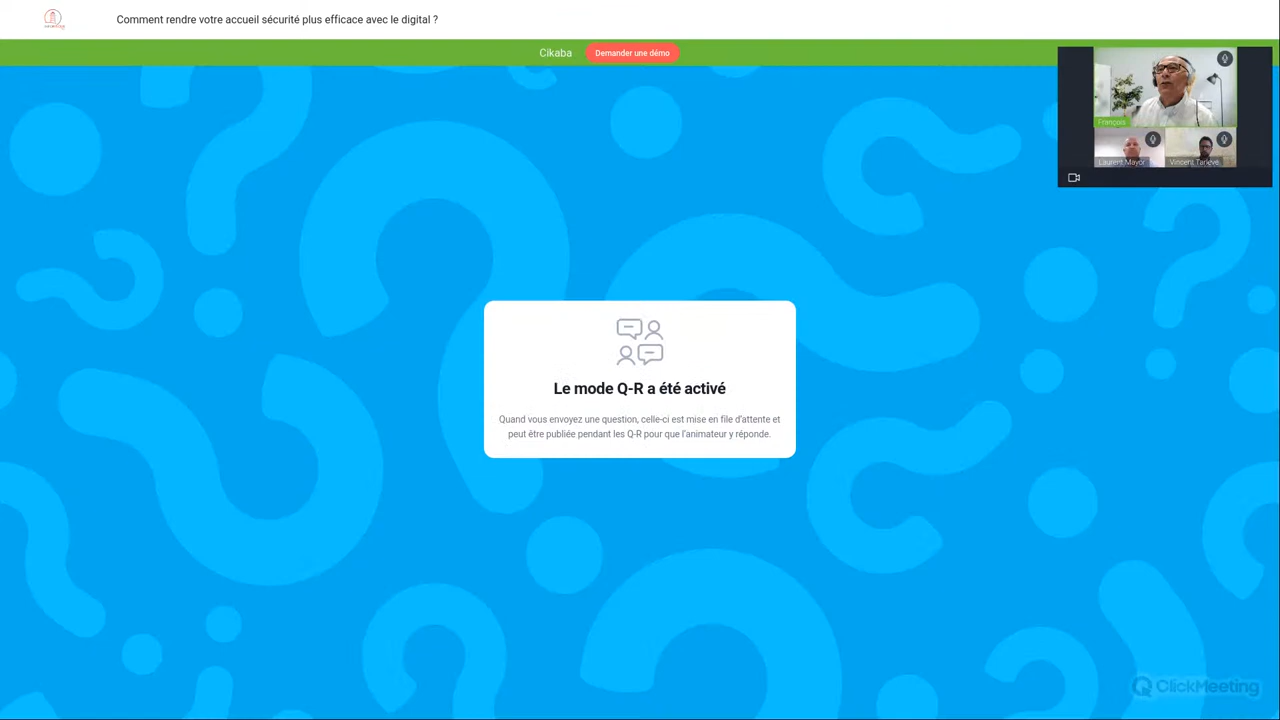 Comment rendre votre accueil sécurité plus efficace avec le digital ?
Cikaba
Demander une démo
François
Laurent Mayor
Vincent Tarlevé
Le mode Q-R a été activé
Quand vous envoyez une question, celle-ci est mise en file d'attente et
peut être publiée pendant les Q-R pour que l'animateur y réponde.
ClickMeeting